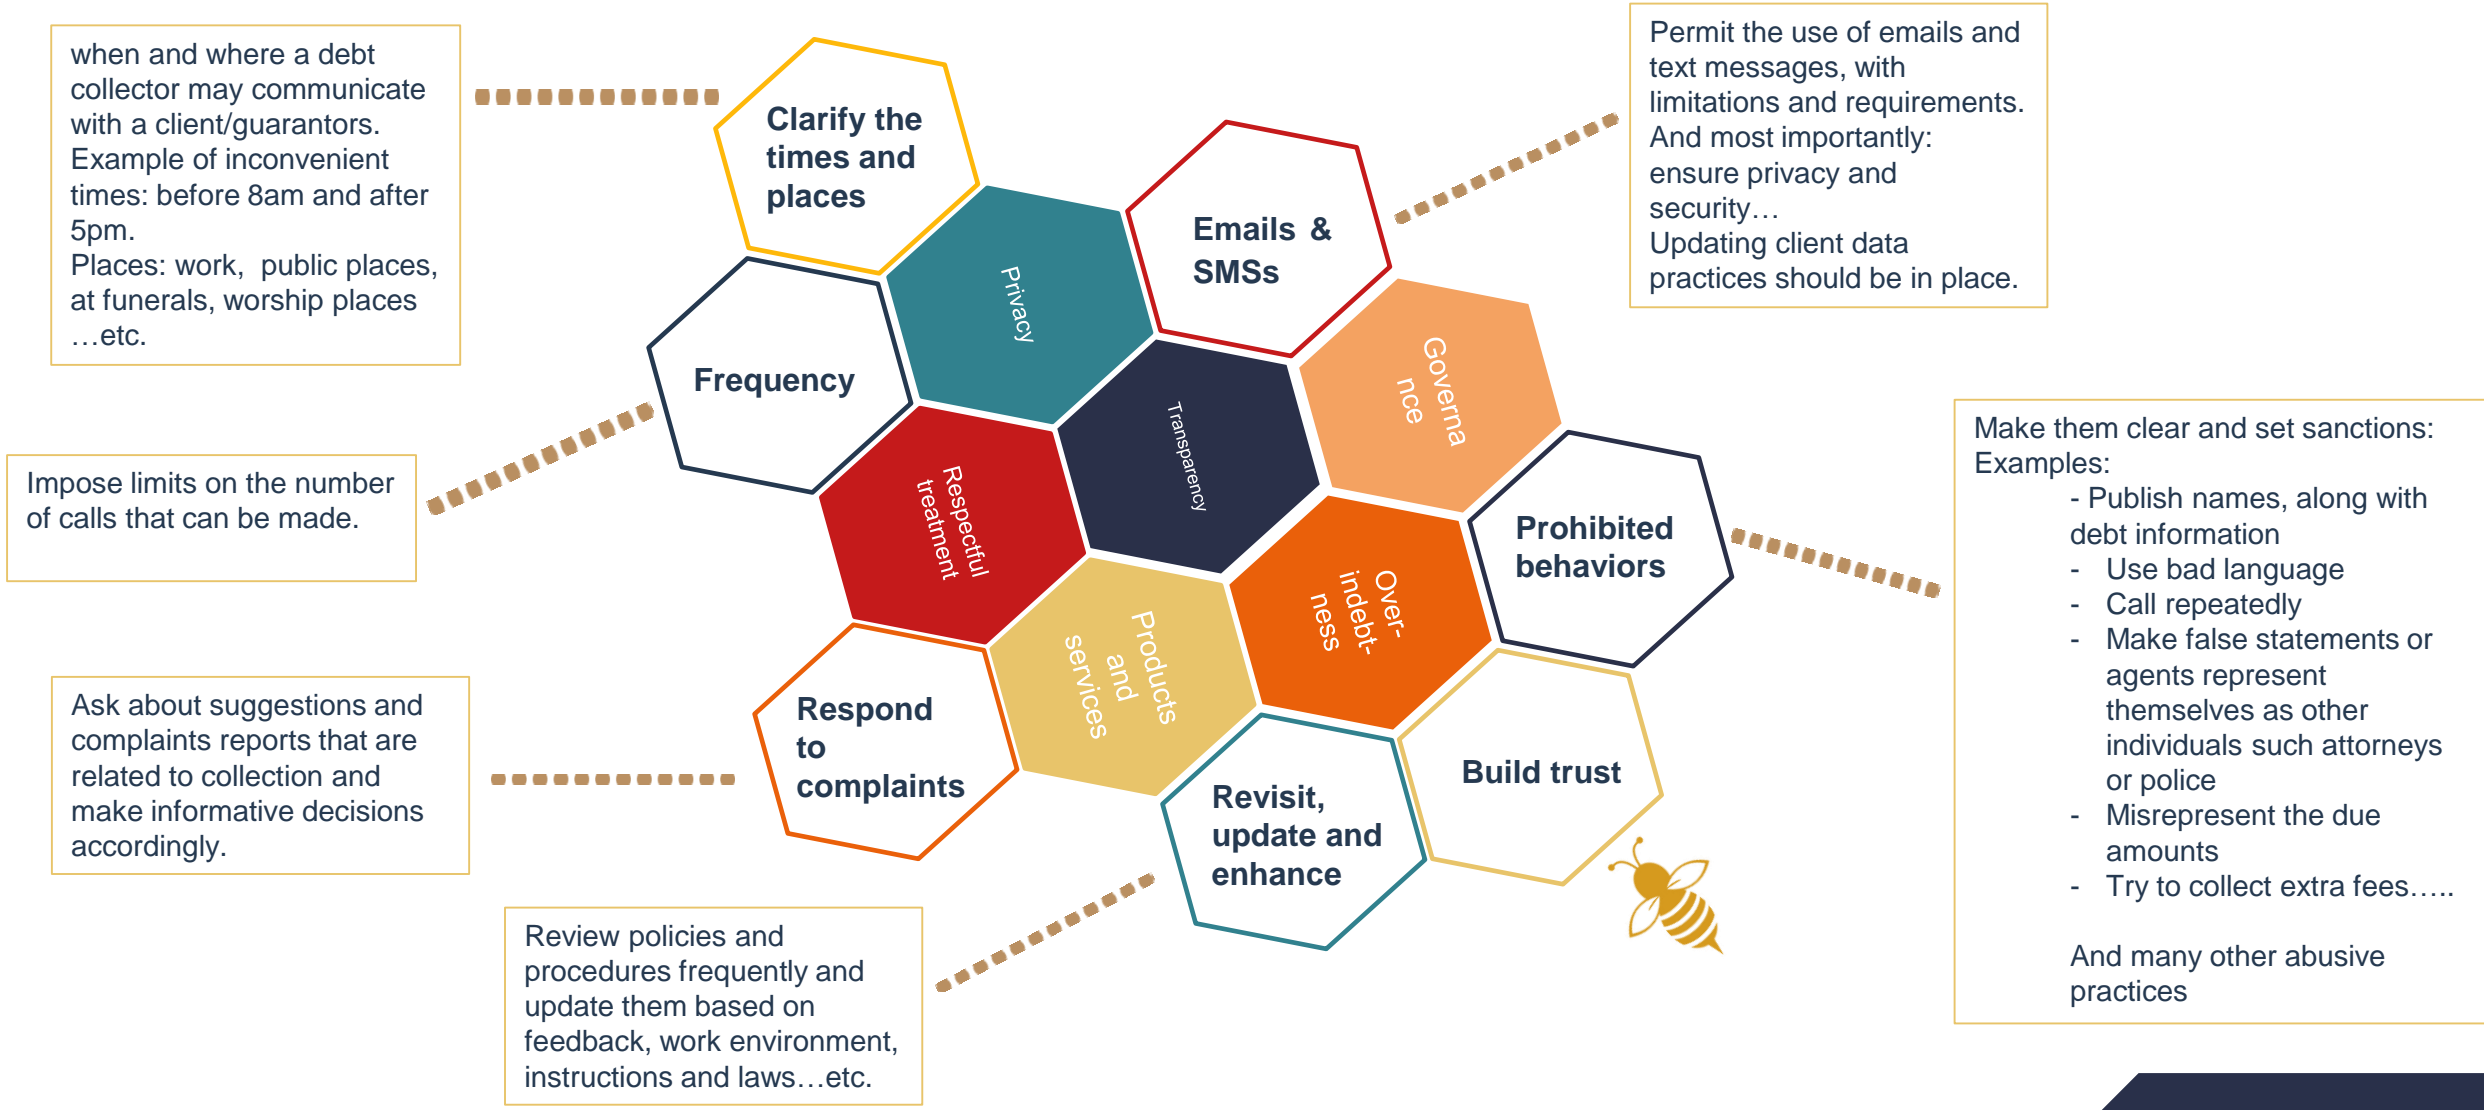 when and where a debt
collector may communicate
with a client/guarantors.
Example of inconvenient
times: before 8am and after
5pm.
Places: work,  public places,
at funerals, worship places
…etc.
Clarify the
times and
places
Privacy
Emails  &
SMSs
Permit the use of emails and
text messages, with
limitations and requirements.
And most importantly:
ensure privacy and
security…
Updating client data
practices should be in place.
Frequency
Impose limits on the number
of calls that can be made.
Transparency
Governa
nce
Respectful
treatment
Over-
indebt-
ness
Products
and
services
Prohibited
behaviors
Make them clear and set sanctions:
Examples:
- Publish names, along with
debt information
- Use bad language
- Call repeatedly
- Make false statements or
agents represent
themselves as other
individuals such attorneys
or police
- Misrepresent the due
amounts
- Try to collect extra fees…..
And many other abusive
practices
Respond
to
complaints
Ask about suggestions and
complaints reports that are
related to collection and
make informative decisions
accordingly.
Revisit,
update and
enhance
Build trust
Review policies and
procedures frequently and
update them based on
feedback, work environment,
instructions and laws…etc.